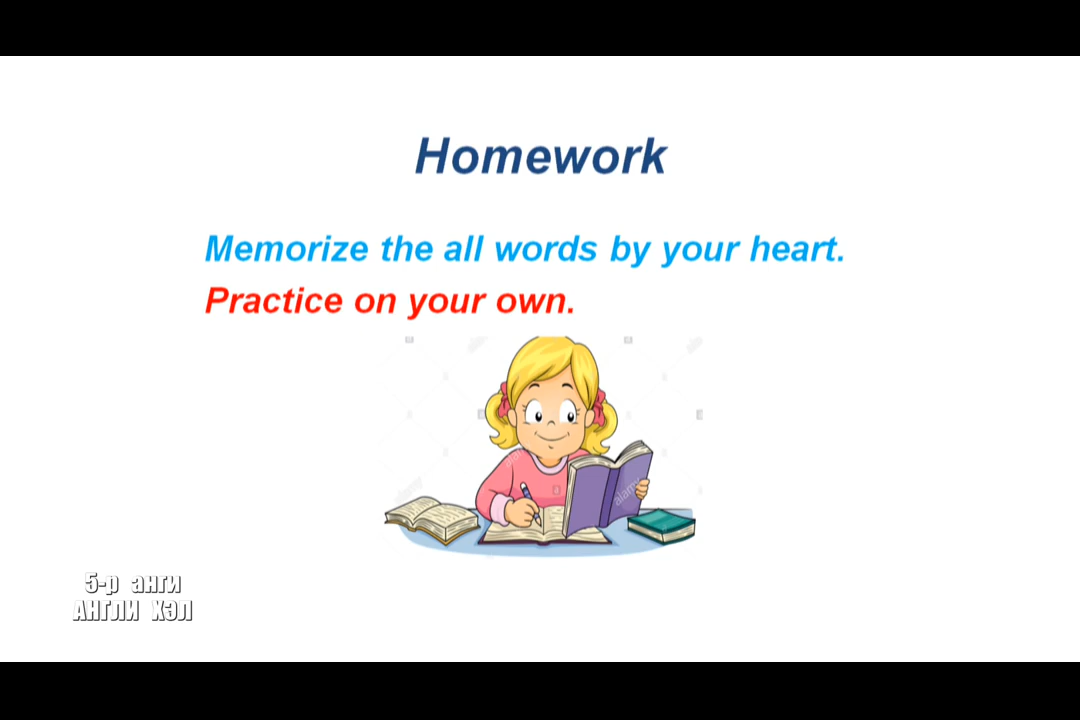 Homework
Memorize the all words by your heart.
Practice on your own.
5-р анги
АНГЛИ ХЭЛ